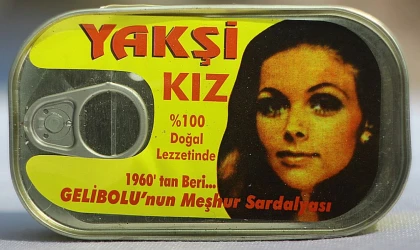 YAKŞİ
KIZ
%100
Doğal
Lezzetinde
1960' tan Beri...
GELİBOLU'nun Meşhur Sardalyası